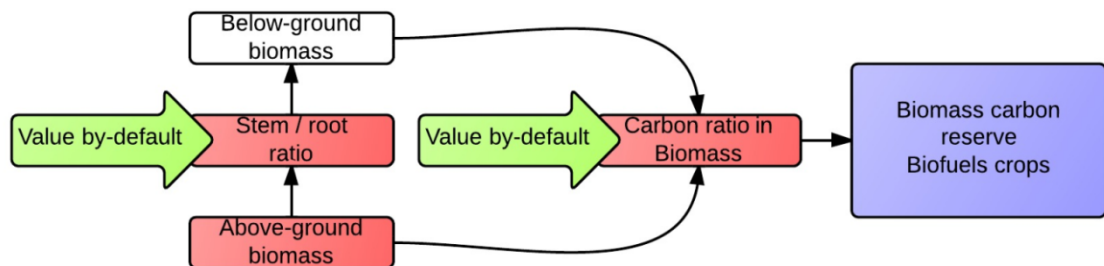 Below-ground
biomass
Value by-default
Stem / root
ratio
Value by-default
Carbon ratio in
Biomass
Biomass carbon
reserve
Biofuels crops
Above-ground
biomass